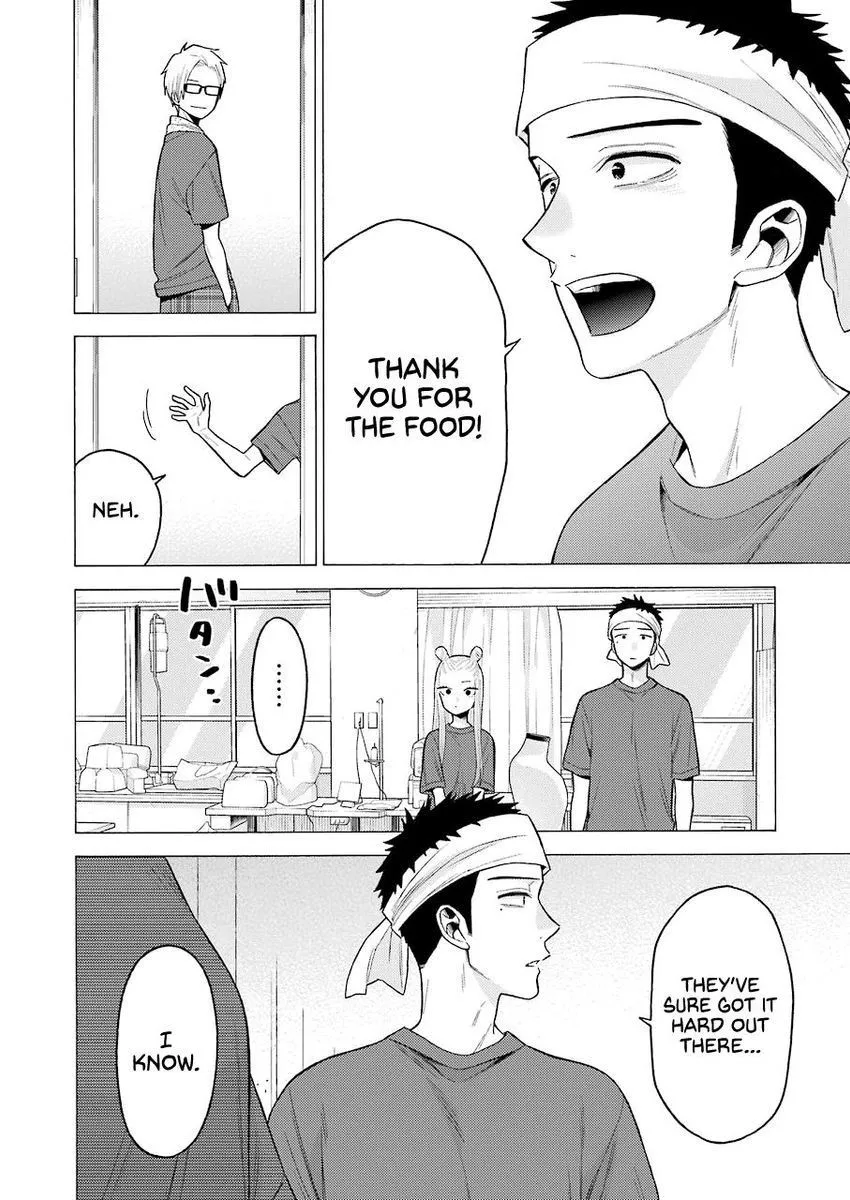 THANK
YOU FOR
THE FOOD!
NEH.
バタン…
……
THEY'VE
SURE GOT IT
HARD OUT
THERE...
I
KNOW.